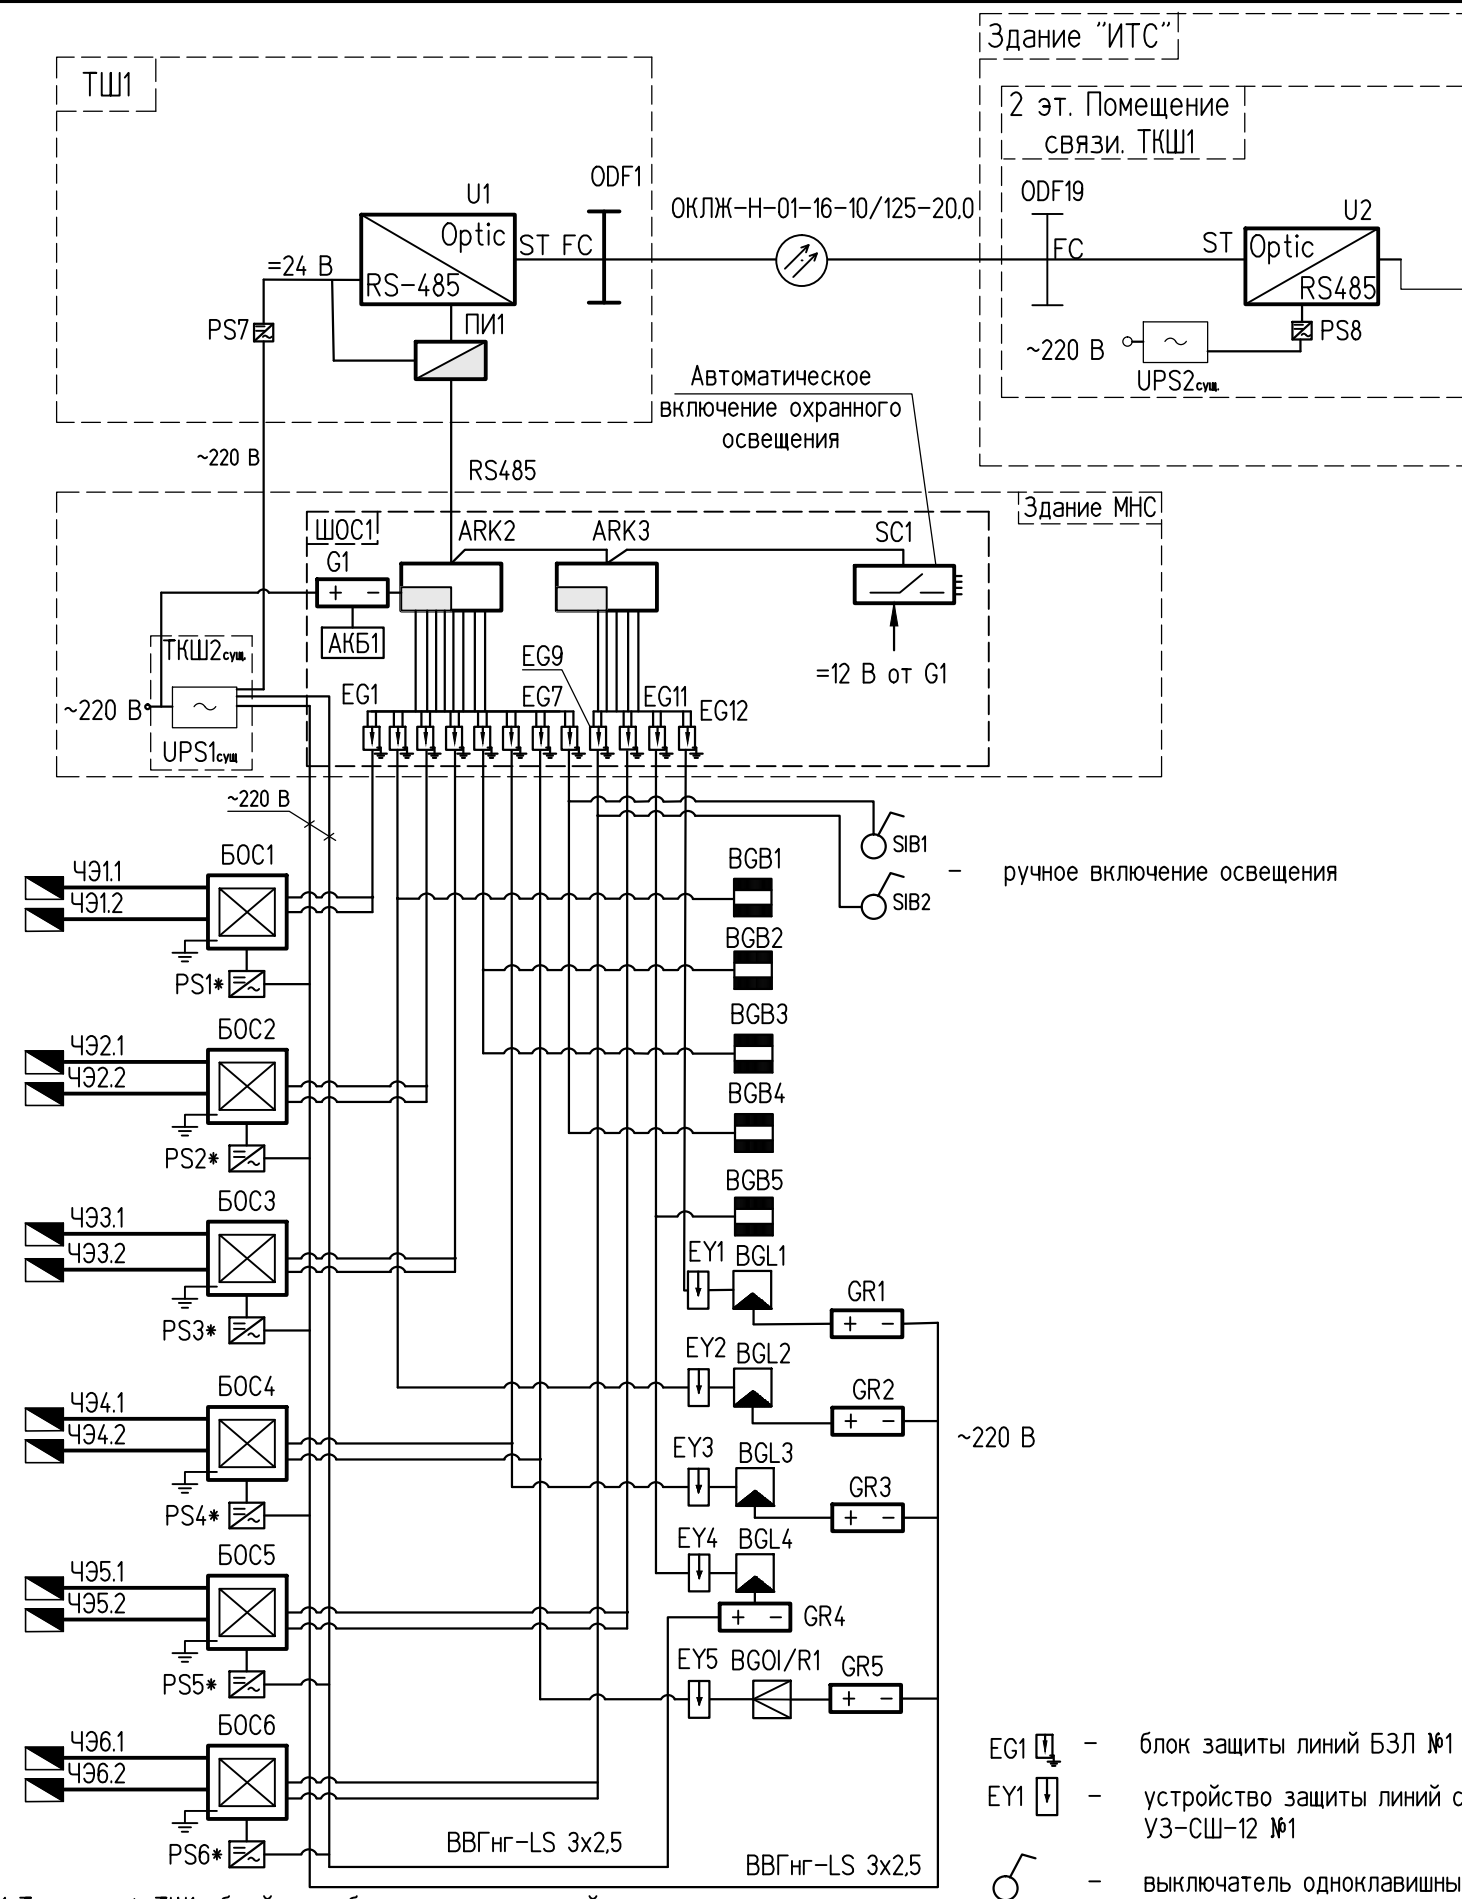 Здание "ИТС"
ТШ1
2 эт. Помещение
связи. ТКШ1
ODF1
ODF19
U1
ОКЛЖ-Н-01-16-10/125-20,0
U2
Optic
ST FC
FC
ST
Optic
=24 В
RS-485
RS485
ПИ1
PS7
PS8
~220 В
UPS2сущ.
Автоматическое
включение охранного
освещения
~220 В
RS485
Здание МНС
ШОС1
ARK2
ARK3
SC1
G1
+ -
АКБ1
ТКШ2сущ.
EG9
=12 В от G1
EG1
EG7
EG11
EG12
~220 В
~
UPS1сущ
~220 В
SIB1
БОС1
BGB1
- ручное включение освещения
ЧЭ1.1
ЧЭ1.2
SIB2
BGB2
PS1*
BGB3
БОС2
ЧЭ2.1
ЧЭ2.2
BGB4
PS2*
BGB5
БОС3
ЧЭ3.1
ЧЭ3.2
EY1
BGL1
GR1
PS3*
+ -
EY2
BGL2
БОС4
GR2
ЧЭ4.1
+ -
ЧЭ4.2
~220 В
EY3
BGL3
GR3
PS4*
+ -
EY4
BGL4
БОС5
ЧЭ5.1
ЧЭ5.2
+ -
GR4
EY5
BGOI/R1
GR5
PS5*
+ -
БОС6
ЧЭ6.1
ЧЭ6.2
EG1 - блок защиты линий БЗЛ №1
EY1 - устройство защиты линий с
УЗ-СШ-12 №1
ВВГнг-LS 3х2,5
PS6*
ВВГнг-LS 3х2,5
- выключатель одноклавишны